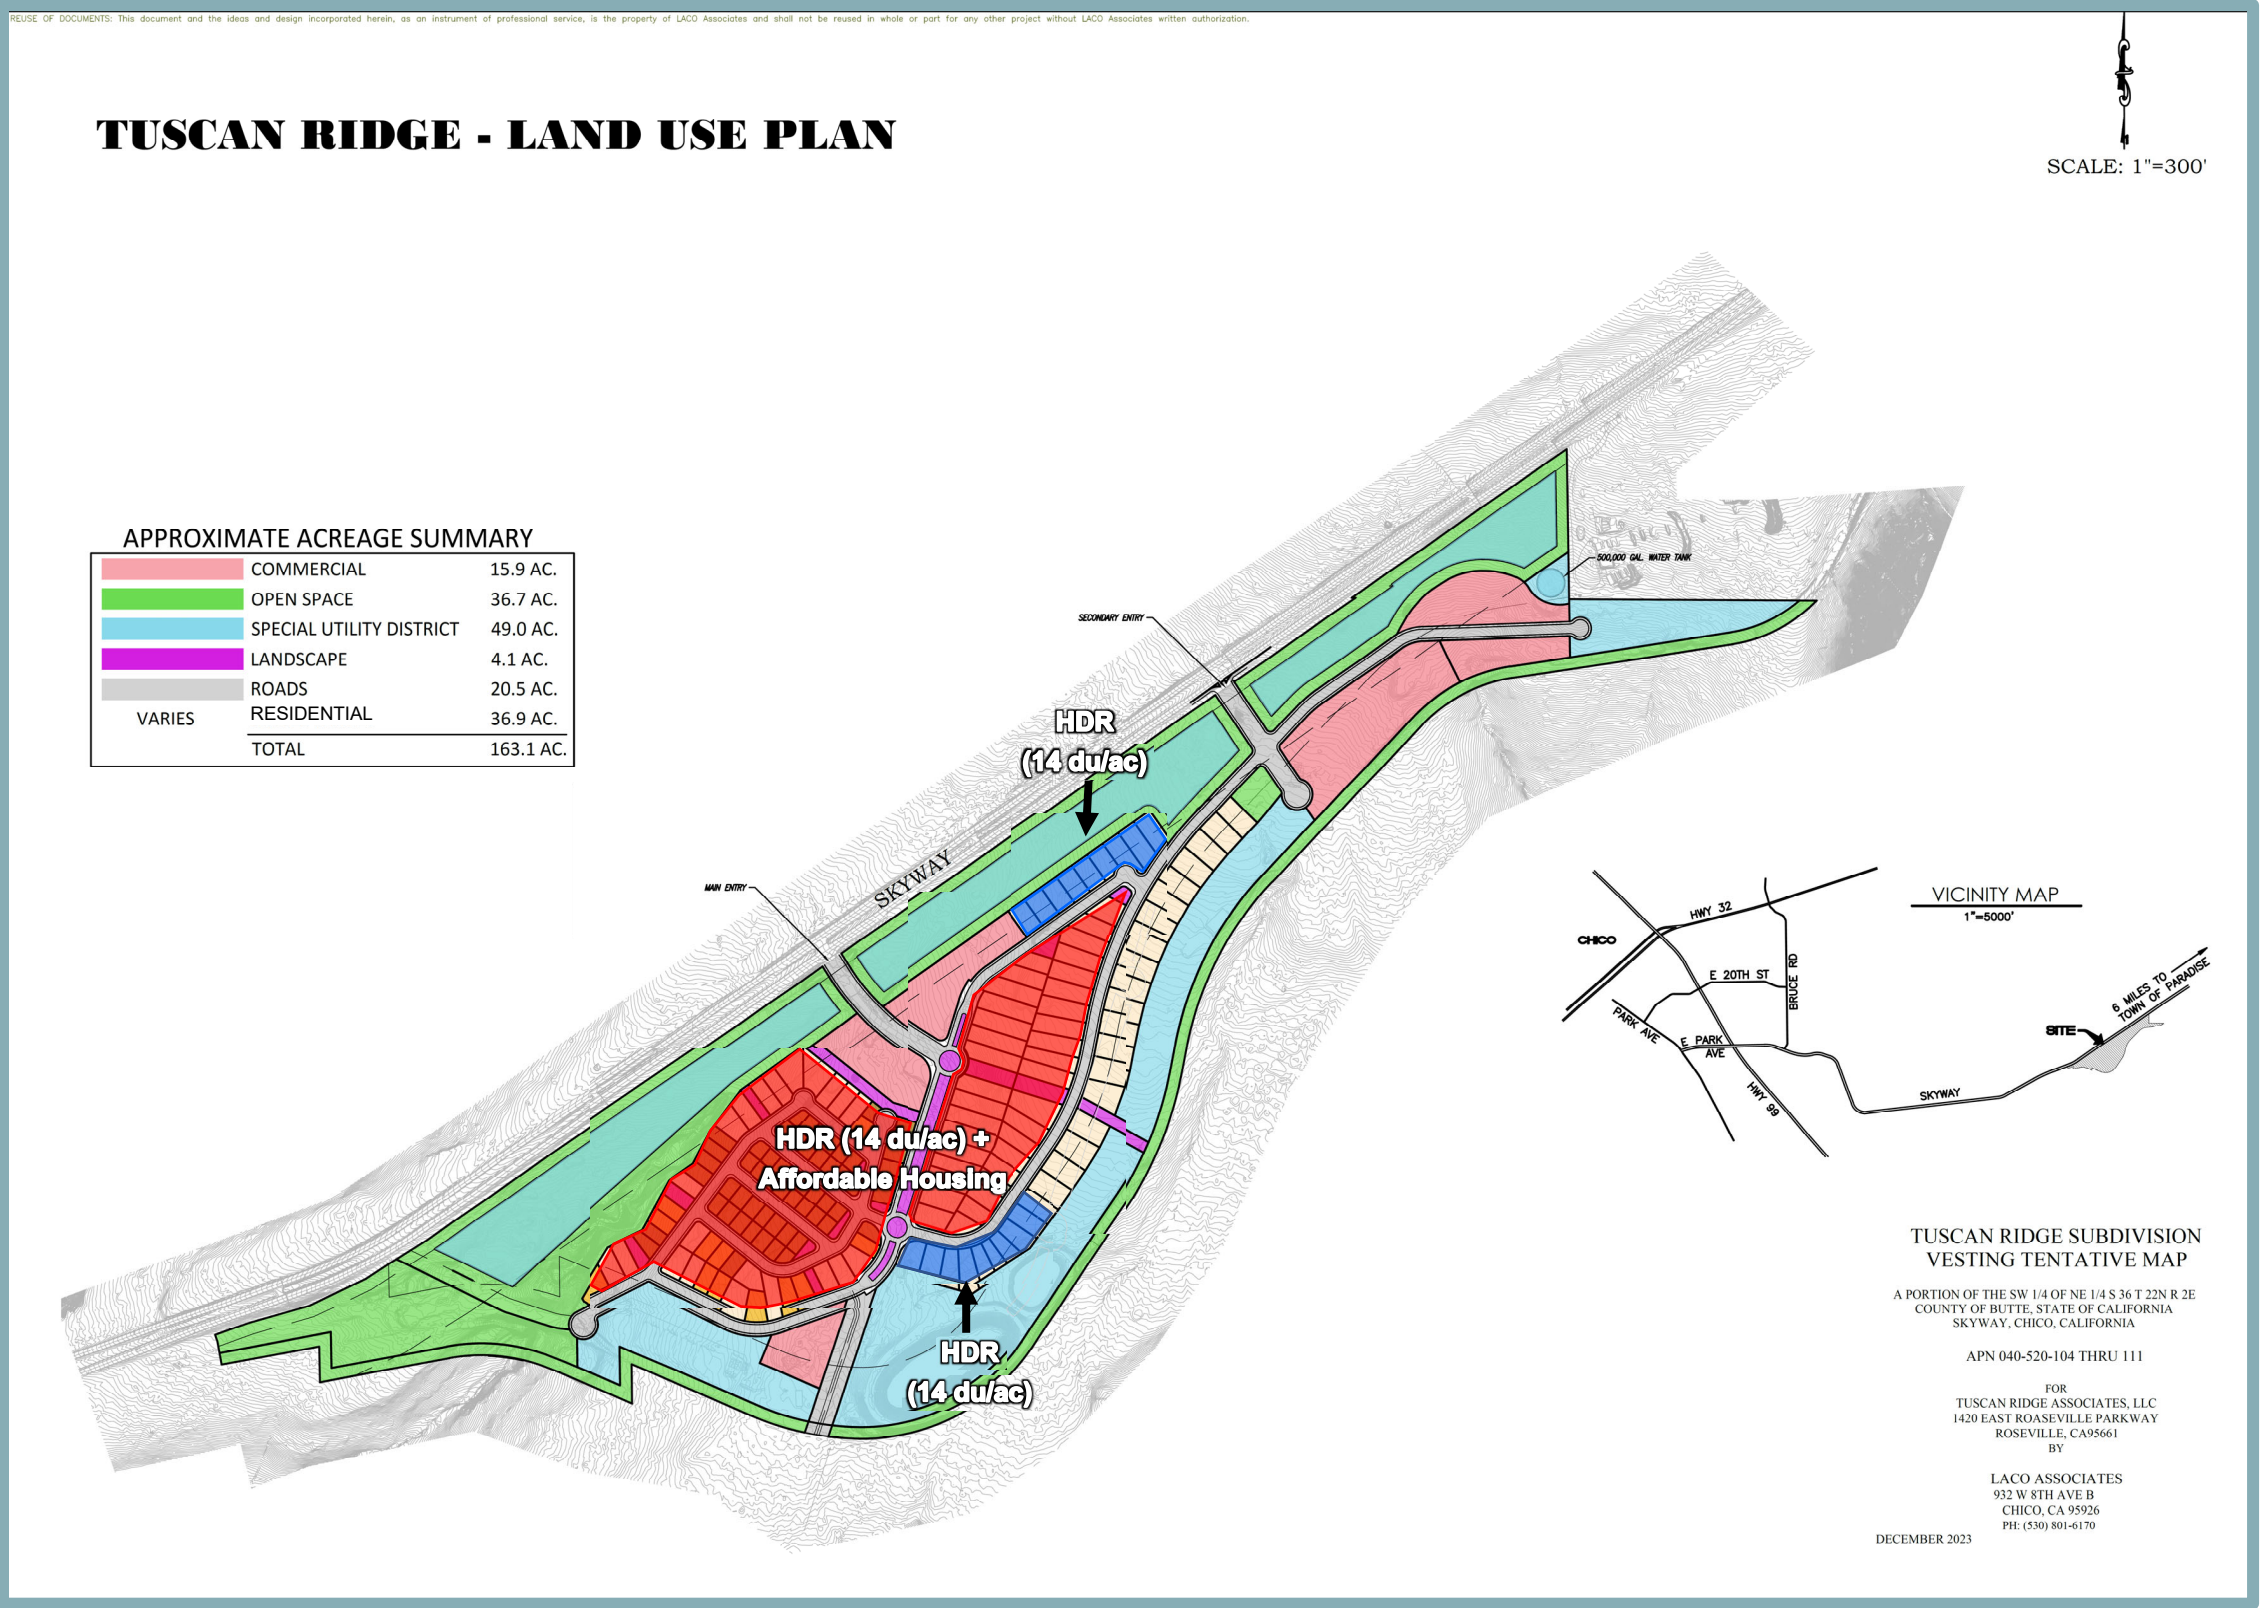 REUSE OF DOCUMENTS: This document and the ideas and design incorporated herein, as an instrument of professional service, is the property of LACO Associates and shall not be reused in whole or part for any other project without LACO Associates written authorization.
TUSCAN RIDGE - LAND USE PLAN
SCALE: 1"=300'
APPROXIMATE ACREAGE SUMMARY
COMMERCIAL 15.9 AC.
OPEN SPACE 36.7 AC.
SPECIAL UTILITY DISTRICT 49.0 AC.
LANDSCAPE 4.1 AC.
ROADS 20.5 AC.
VARIES RESIDENTIAL 36.9 AC.
TOTAL 163.1 AC.
500,000 GAL. WATER TANK
SECONDARY ENTRY
HDR
(14 du/ac)
SKYWAY
MAIN ENTRY
HDR (14 du/ac) +
Affordable Housing
HDR
(14 du/ac)
VICINITY MAP
1"=5000'
HWY 32
CHICO
E 20TH ST
BRUCE RD
PARK AVE
E PARK
AVE
HWY 99
SKYWAY
SITE
6 MILES TO
TOWN OF PARADISE
TUSCAN RIDGE SUBDIVISION
VESTING TENTATIVE MAP
A PORTION OF THE SW 1/4 OF NE 1/4 S 36 T 22N R 2E
COUNTY OF BUTTE, STATE OF CALIFORNIA
SKYWAY, CHICO, CALIFORNIA
APN 040-520-104 THRU 111
FOR
TUSCAN RIDGE ASSOCIATES, LLC
1420 EAST ROASEVILLE PARKWAY
ROSEVILLE, CA95661
BY
LACO ASSOCIATES
932 W 8TH AVE B
CHICO, CA 95926
PH: (530) 801-6170
DECEMBER 2023